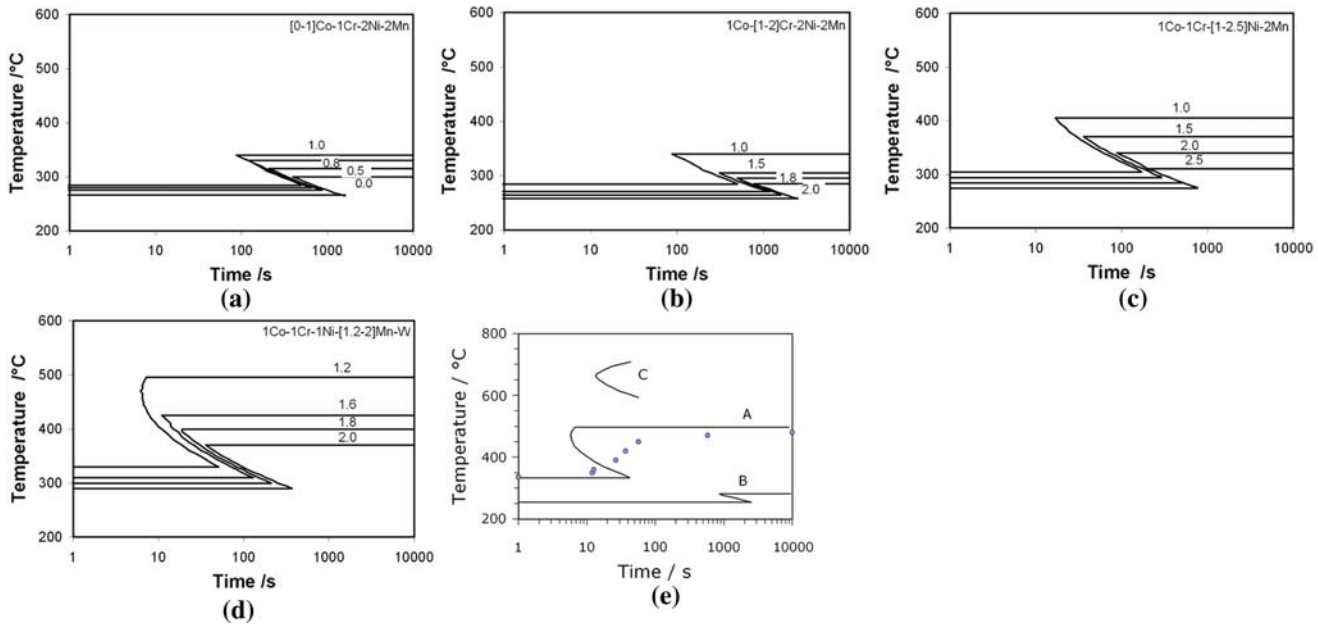 [0-1]Co-1Cr-2Ni-2Mn
Temperature /°C
600
500
400
300
200
1.0
0.8
0.5
0.0
1 10 100 1000 10000
Time /s
(a)
1Co-[1-2]Cr-2Ni-2Mn
Temperature /°C
600
500
400
300
200
1.0
1.5
1.8
2.0
1 10 100 1000 10000
Time /s
(b)
1Co-1Cr-[1-2.5]Ni-2Mn
Temperature /°C
600
500
400
300
200
1.0
1.5
2.0
2.5
1 10 100 1000 10000
Time /s
(c)
1Co-1Cr-1Ni-[1.2-2]Mn-W
Temperature /°C
600
500
400
300
200
1.2
1.6
1.8
2.0
1 10 100 1000 10000
Time /s
(d)
Temperature / °C
800
600
400
200
C
A
B
1 10 100 1000 10000
Time / s
(e)